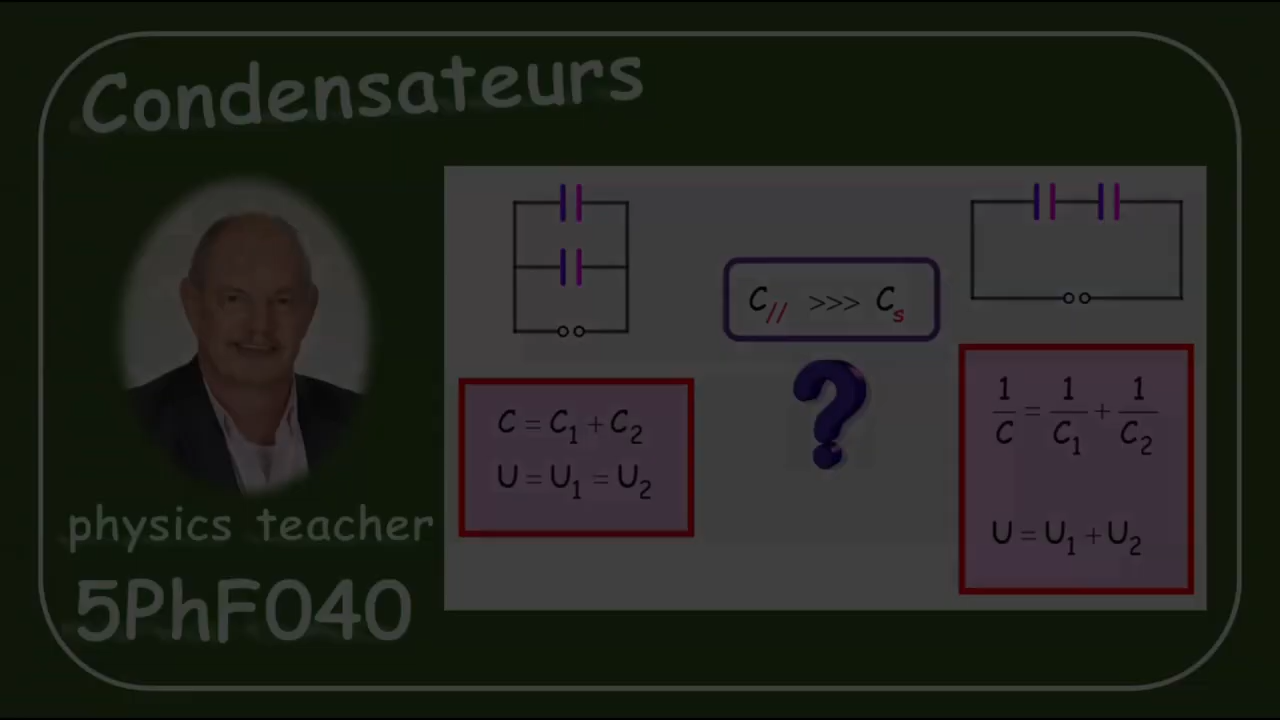 Condensateurs
C// >>> Cs
?
C = C1 + C2
U = U1 = U2
1/C = 1/C1 + 1/C2
U = U1 + U2
physics teacher
5PhF040